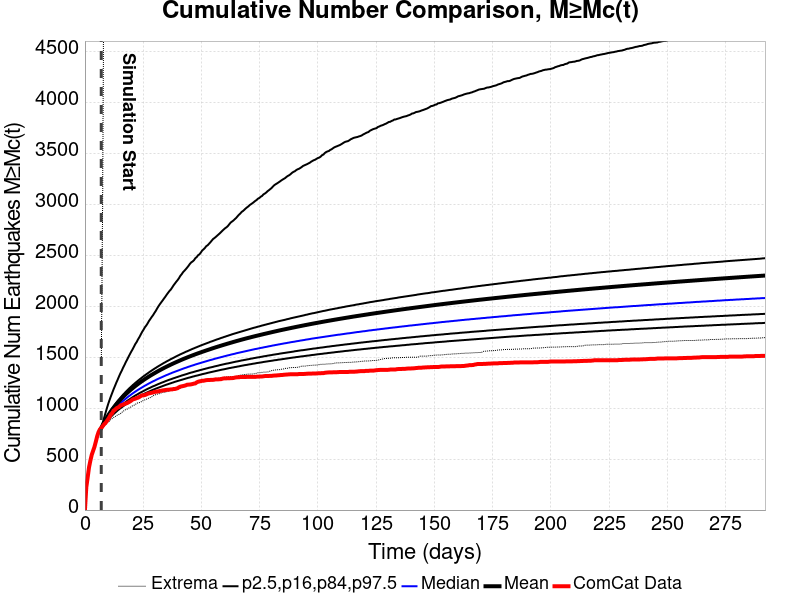 Cumulative Number Comparison, M≥Mc(t)
Cumulative Num Earthquakes M≥Mc(t)
4500
4000
3500
3000
2500
2000
1500
1000
500
0
Simulation Start
0 25 50 75 100 125 150 175 200 225 250 275
Time (days)
Extrema p2.5,p16,p84,p97.5 Median Mean ComCat Data